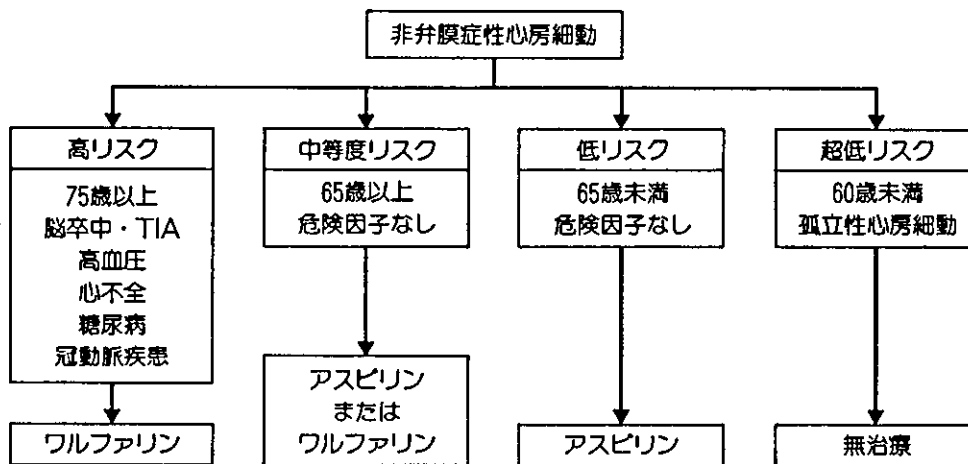 非弁膜症性心房細動
高リスク
75歳以上
脳卒中・TIA
高血圧
心不全
糖尿病
冠動脈疾患
ワルファリン
中等度リスク
65歳以上
危険因子なし
アスピリン
または
ワルファリン
低リスク
65歳未満
危険因子なし
アスピリン
超低リスク
60歳未満
孤立性心房細動
無治療